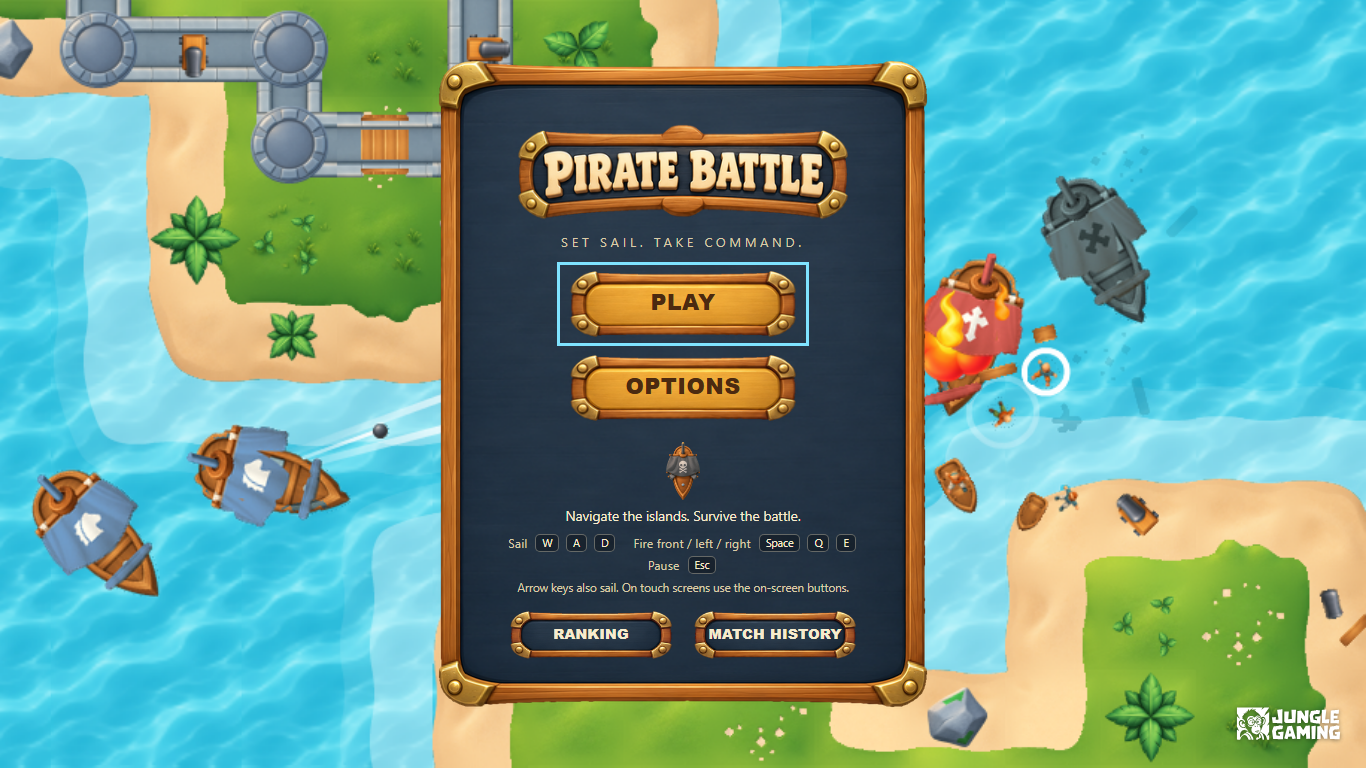 PIRATE BATTLE
SET SAIL. TAKE COMMAND.
PLAY
OPTIONS
Navigate the islands. Survive the battle.
Sail W A D Fire front / left / right Space Q E
Pause Esc
Arrow keys also sail. On touch screens use the on-screen buttons.
RANKING MATCH HISTORY
JUNGLE
GAMING